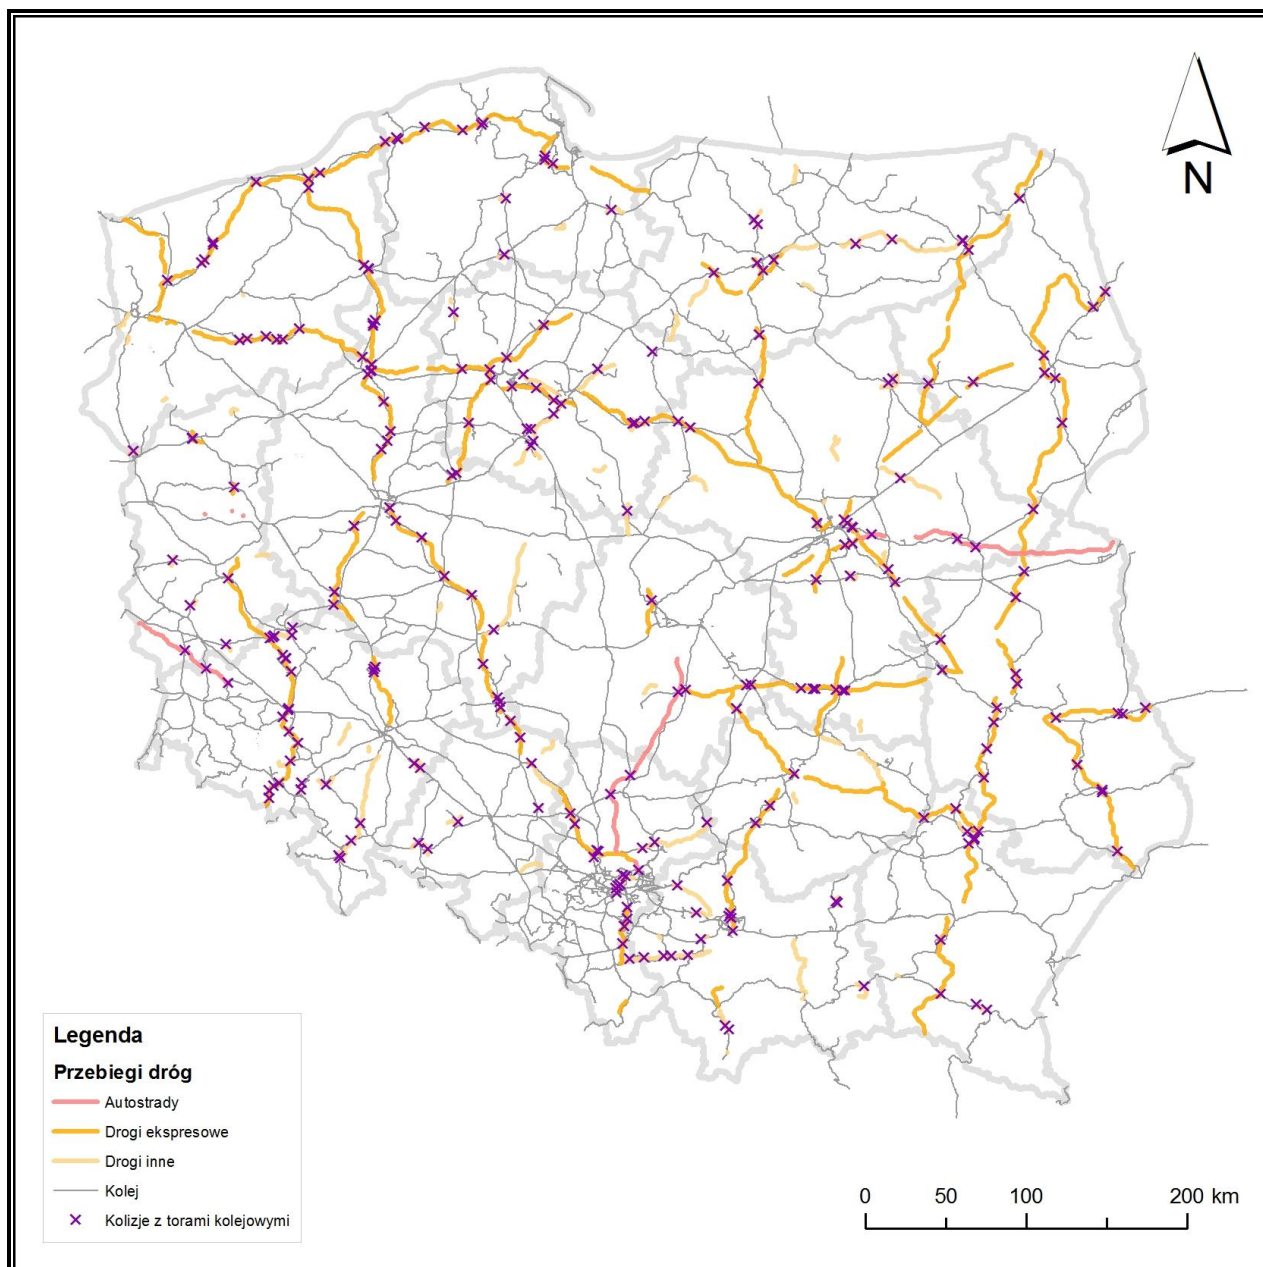 N
Legenda
Przebiegi dróg
Autostrady
Drogi ekspresowe
Drogi inne
Kolej
Kolizje z torami kolejowymi
0 50 100 200 km